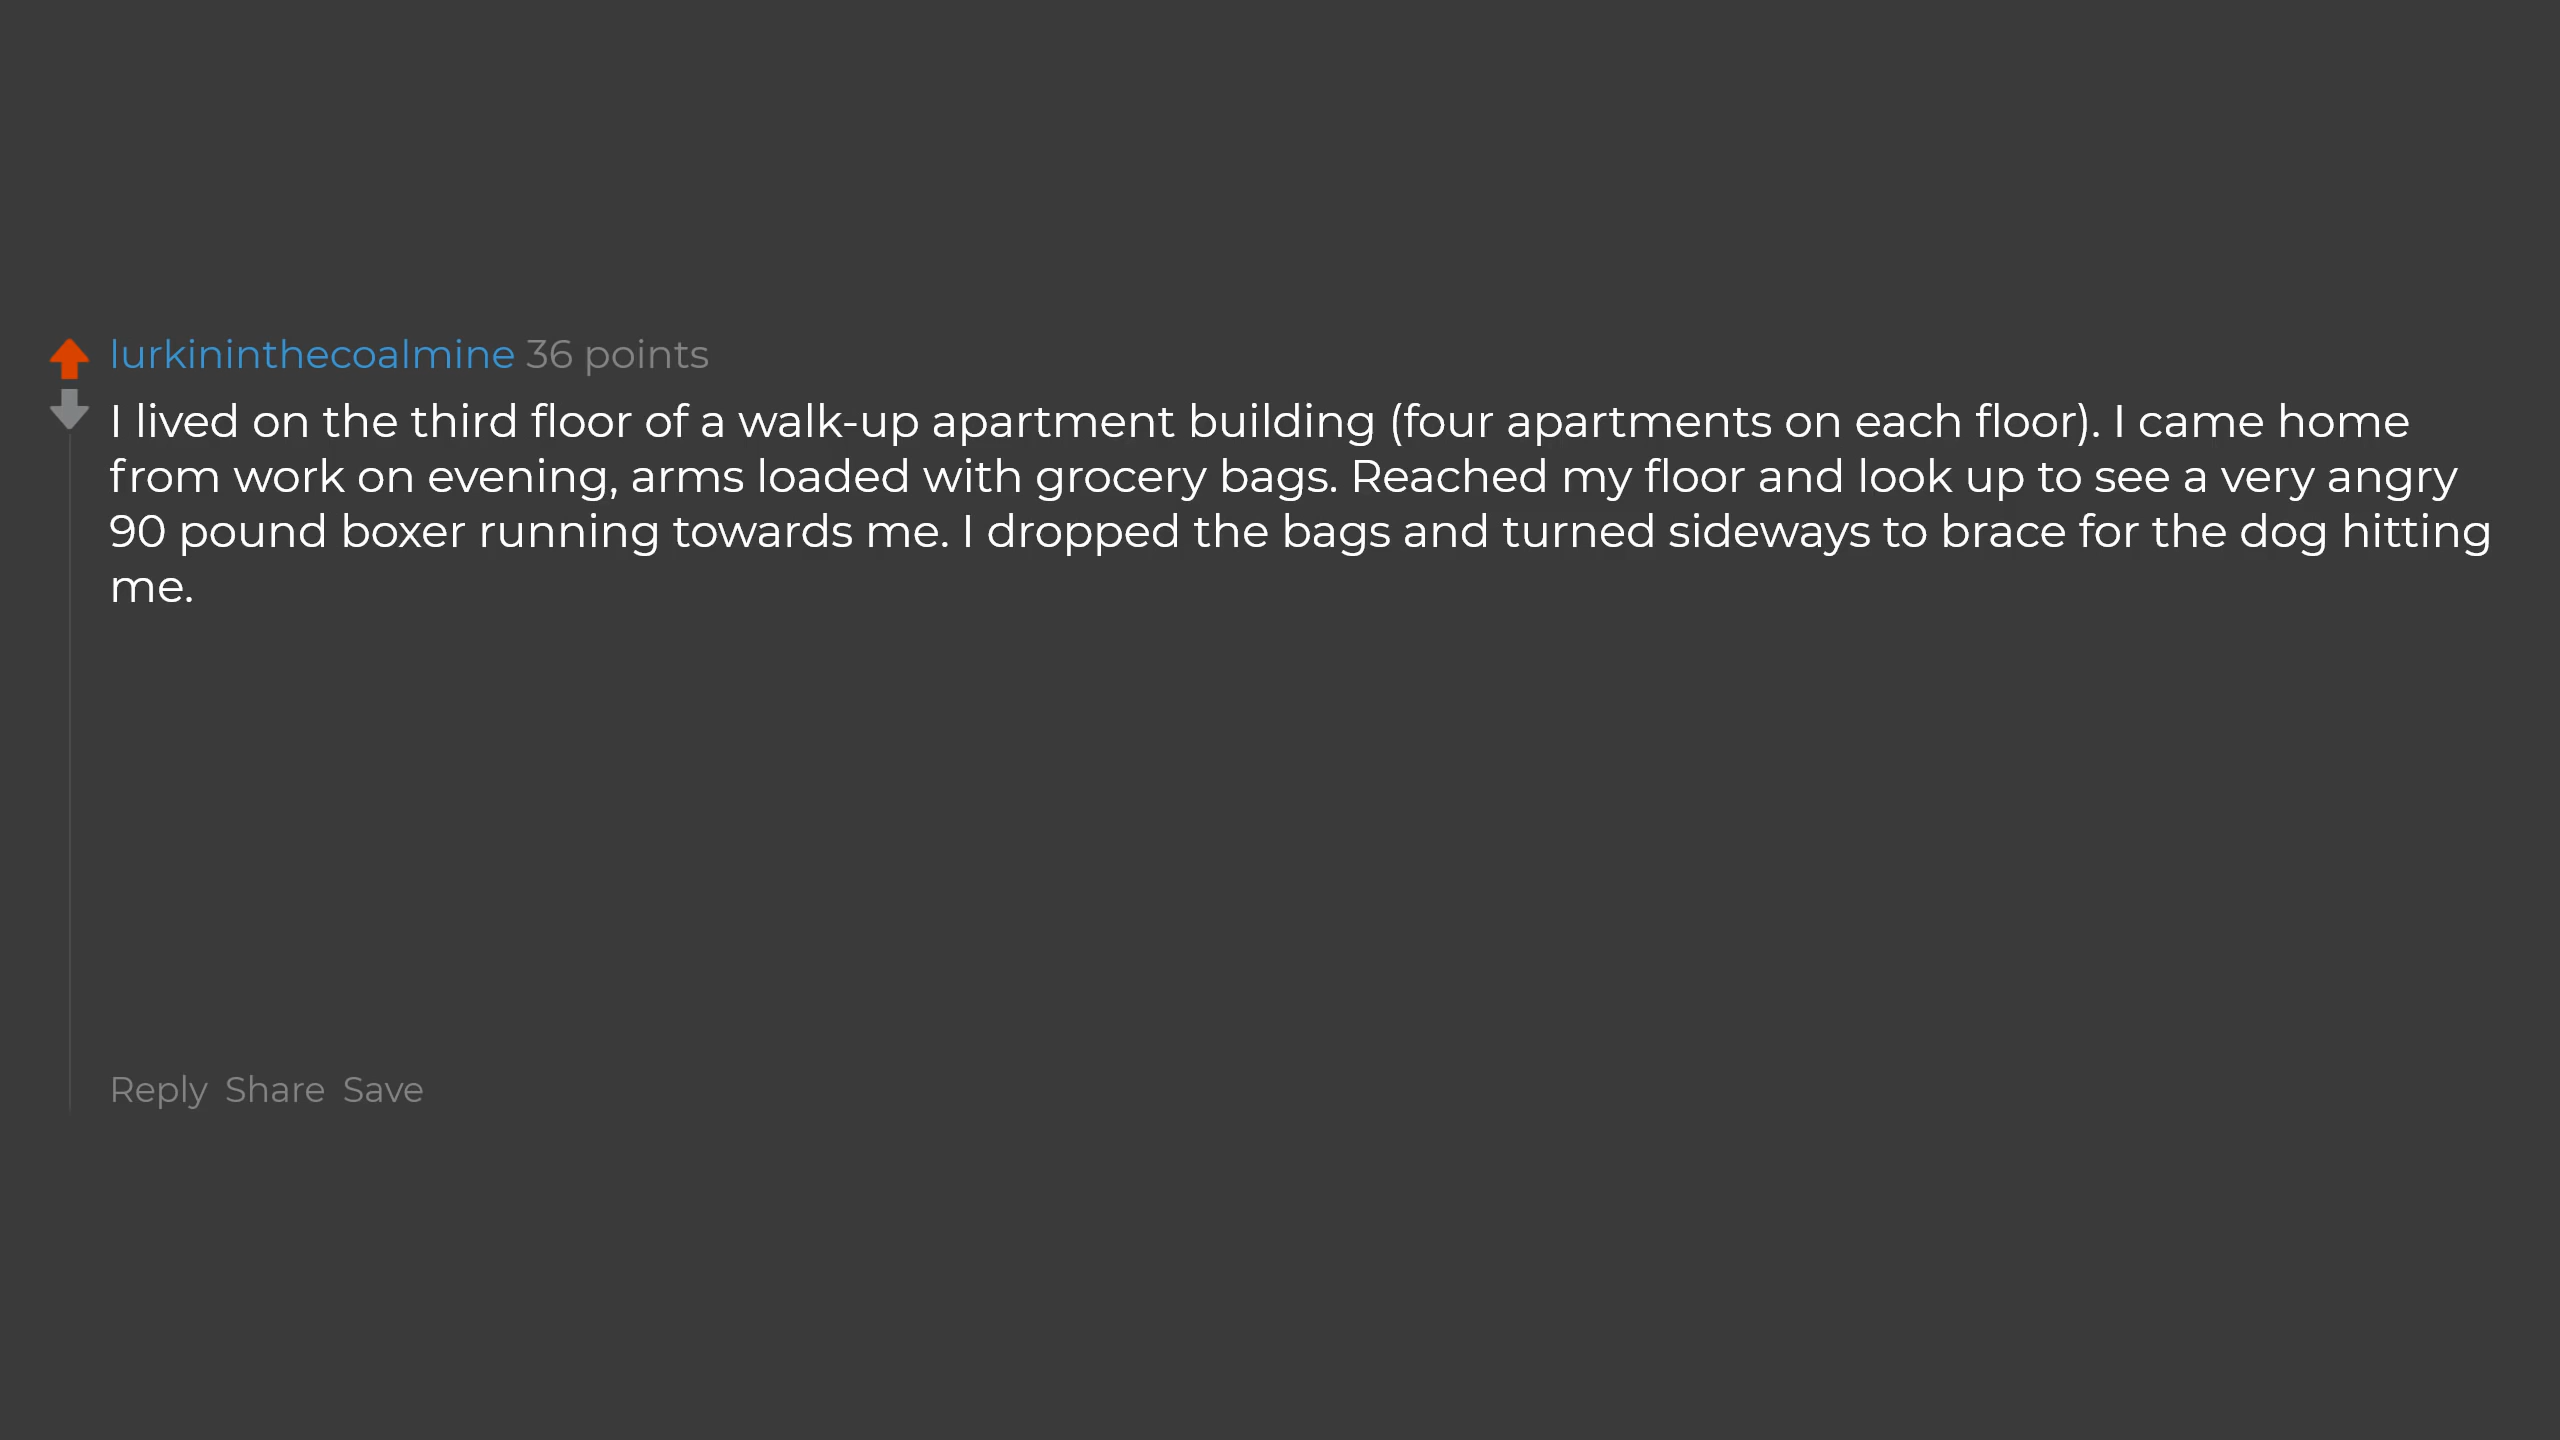 lurkininthecoalmine 36 points
I lived on the third floor of a walk-up apartment building (four apartments on each floor). I came home
from work on evening, arms loaded with grocery bags. Reached my floor and look up to see a very angry
90 pound boxer running towards me. I dropped the bags and turned sideways to brace for the dog hitting
me.
Reply Share Save